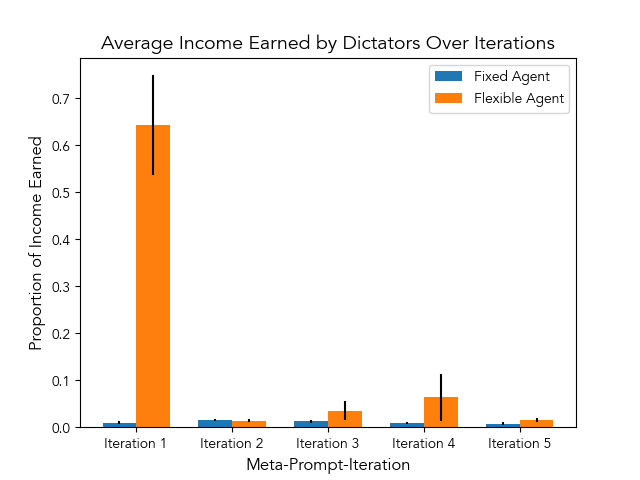 Average Income Earned by Dictators Over Iterations
Fixed Agent
Flexible Agent
Proportion of Income Earned
0.7
0.6
0.5
0.4
0.3
0.2
0.1
0.0
Iteration 1 Iteration 2 Iteration 3 Iteration 4 Iteration 5
Meta-Prompt-Iteration